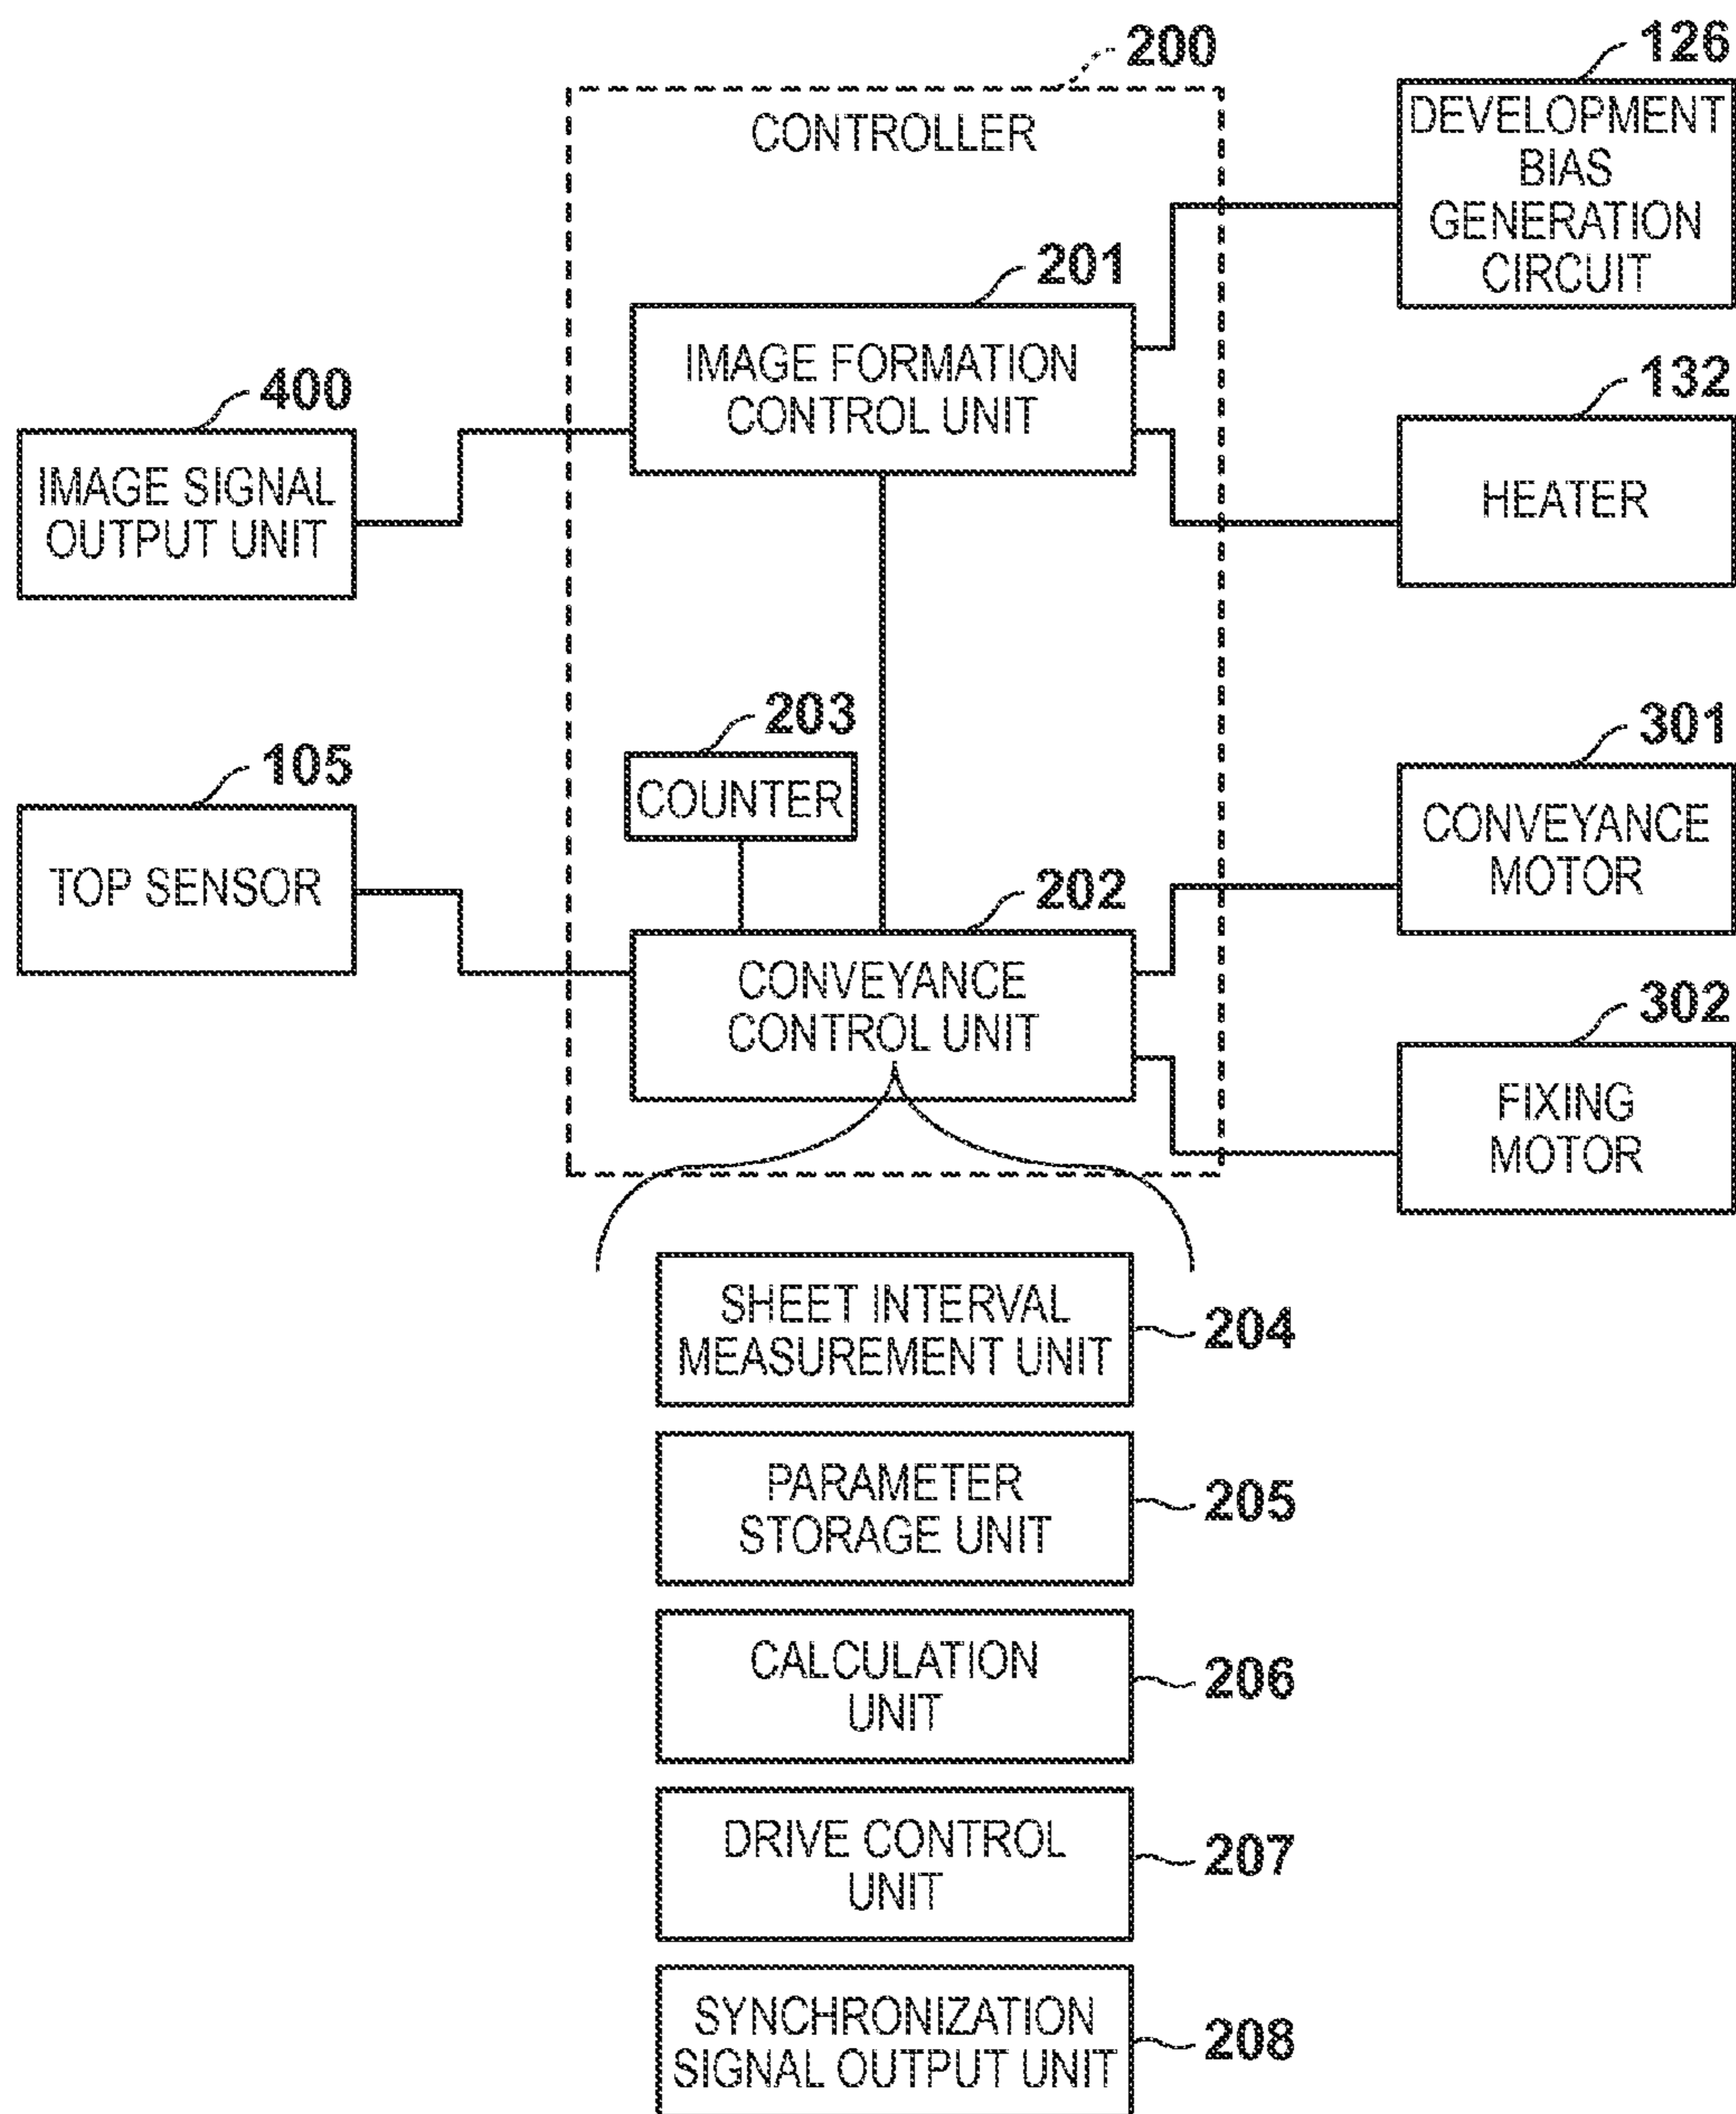 200
CONTROLLER
126
DEVELOPMENT
BIAS
GENERATION
CIRCUIT
201
IMAGE FORMATION
CONTROL UNIT
400
IMAGE SIGNAL
OUTPUT UNIT
132
HEATER
203
COUNTER
105
TOP SENSOR
301
CONVEYANCE
MOTOR
202
CONVEYANCE
CONTROL UNIT
302
FIXING
MOTOR
SHEET INTERVAL
MEASUREMENT UNIT
204
PARAMETER
STORAGE UNIT
205
CALCULATION
UNIT
206
DRIVE CONTROL
UNIT
207
SYNCHRONIZATION
SIGNAL OUTPUT UNIT
208